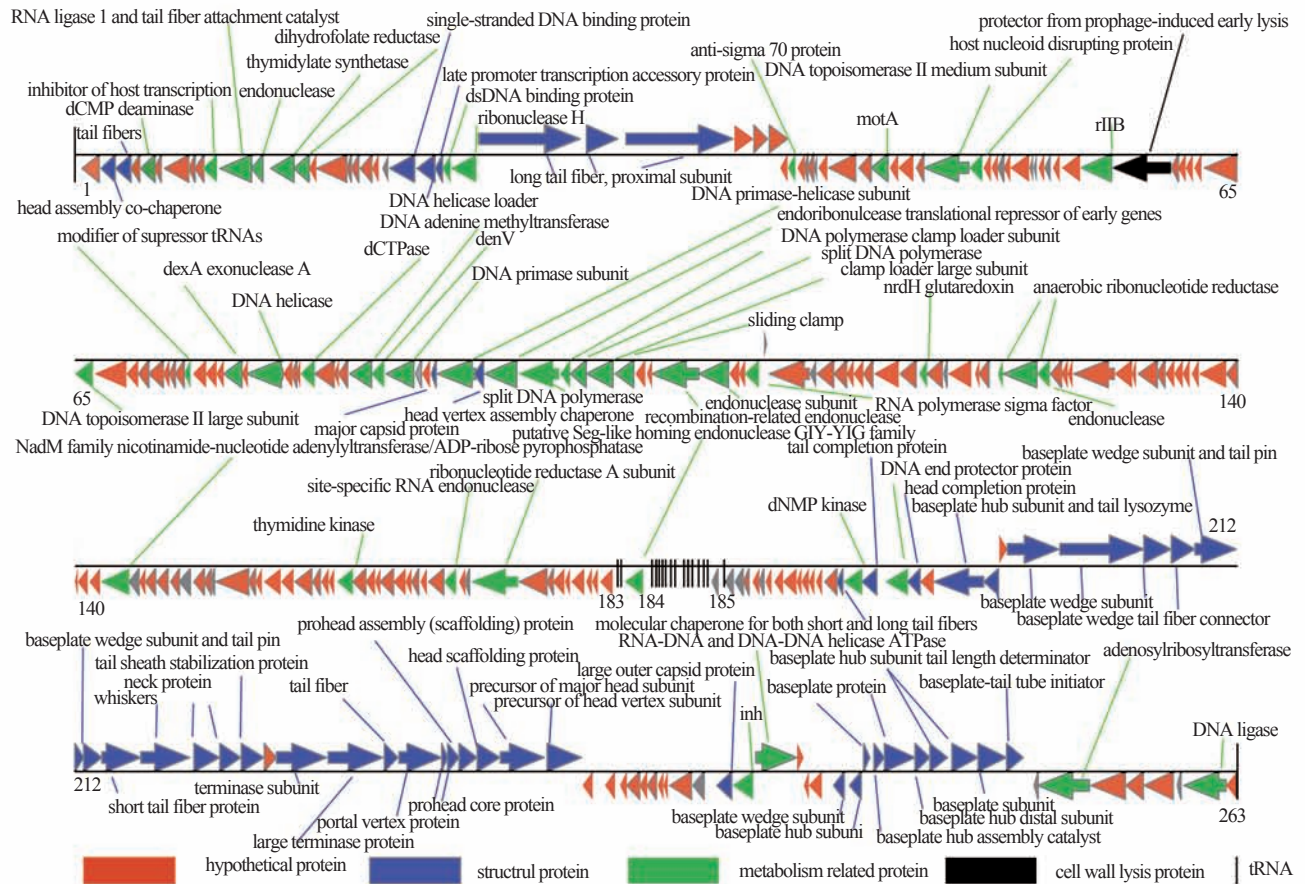 RNA ligase 1 and tail fiber attachment catalyst
single-stranded DNA binding protein
protector from prophage-induced early lysis
dihydrofolate reductase
host nucleoid disrupting protein
thymidylate synthetase
anti-sigma 70 protein
DNA topoisomerase II medium subunit
late promoter transcription accessory protein
inhibitor of host transcription
endonuclease
dsDNA binding protein
dCMP deaminase
ribonuclease H
motA
rIIB
tail fibers
1
65
head assembly co-chaperone
long tail fiber, proximal subunit
DNA helicase loader
DNA primase-helicase subunit
DNA adenine methyltransferase
endoribonulcease translational repressor of early genes
modifier of supressor tRNAs
denV
DNA polymerase clamp loader subunit
dCTPase
split DNA polymerase
dexA exonuclease A
DNA primase subunit
clamp loader large subunit
nrdH glutaredoxin
anaerobic ribonucleotide reductase
DNA helicase
sliding clamp
65
140
DNA topoisomerase II large subunit
split DNA polymerase
endonuclease subunit
RNA polymerase sigma factor
major capsid protein
head vertex assembly chaperone
recombination-related endonuclease
endonuclease
putative Seg-like homing endonuclease GIY-YIG family
NadM family nicotinamide-nucleotide adenylyltransferase/ADP-ribose pyrophosphatase
tail completion protein
baseplate wedge subunit and tail pin
ribonucleotide reductase A subunit
DNA end protector protein
site-specific RNA endonuclease
head completion protein
dNMP kinase
baseplate hub subunit and tail lysozyme
thymidine kinase
212
140
183
184
185
baseplate wedge subunit
baseplate wedge tail fiber connector
molecular chaperone for both short and long tail fibers
prohead assembly (scaffolding) protein
RNA-DNA and DNA-DNA helicase ATPase
baseplate wedge subunit and tail pin
adenosylribosyltransferase
head scaffolding protein
baseplate hub subunit tail length determinator
tail sheath stabilization protein
large outer capsid protein
neck protein
tail fiber
precursor of major head subunit
baseplate protein
baseplate-tail tube initiator
whiskers
precursor of head vertex subunit
inh
DNA ligase
212
terminase subunit
short tail fiber protein
prohead core protein
baseplate subunit
263
portal vertex protein
baseplate wedge subunit
baseplate hub distal subunit
large terminase protein
baseplate hub subuni
baseplate hub assembly catalyst
hypothetical protein
structrul protein
metabolism related protein
cell wall lysis protein
tRNA